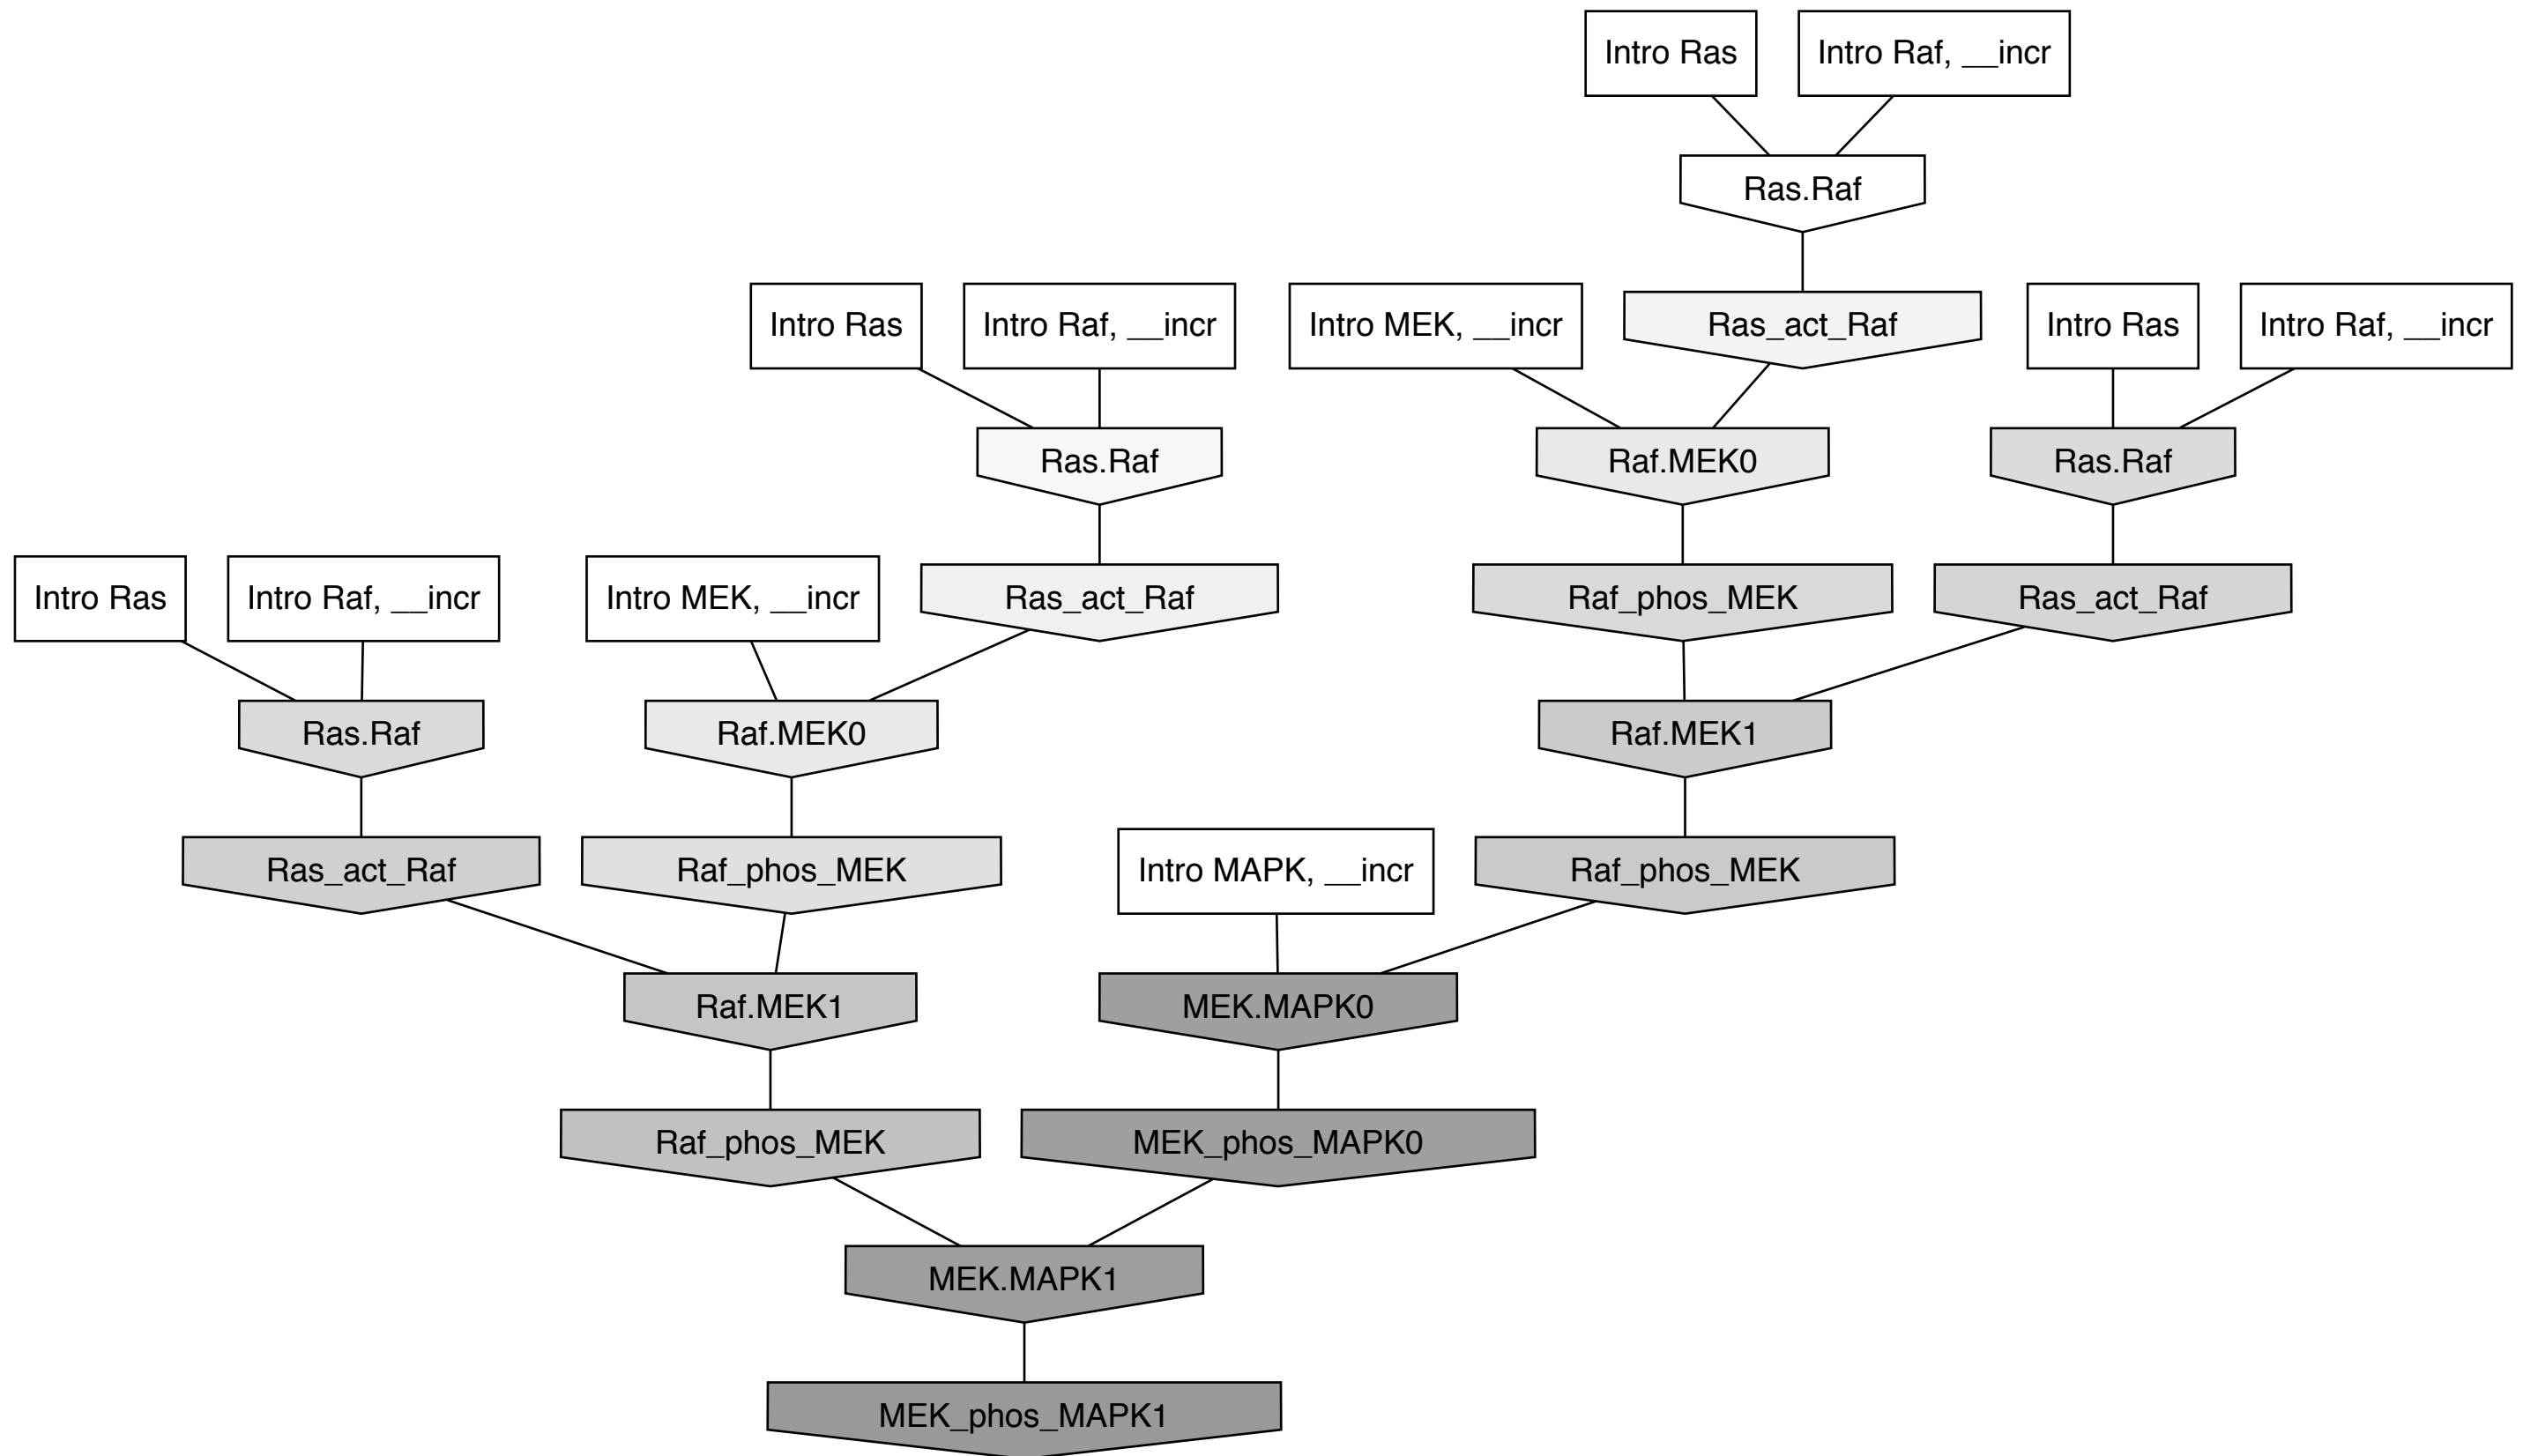 Intro Ras
Intro Raf, __incr
Ras.Raf
Intro Ras
Intro Raf, __incr
Intro MEK, __incr
Ras_act_Raf
Intro Ras
Intro Raf, __incr
Ras.Raf
Raf.MEK0
Ras.Raf
Intro Ras
Intro Raf, __incr
Intro MEK, __incr
Ras_act_Raf
Raf_phos_MEK
Ras_act_Raf
Ras.Raf
Raf.MEK0
Raf.MEK1
Ras_act_Raf
Raf_phos_MEK
Intro MAPK, __incr
Raf_phos_MEK
Raf.MEK1
MEK.MAPK0
Raf_phos_MEK
MEK_phos_MAPK0
MEK.MAPK1
MEK_phos_MAPK1